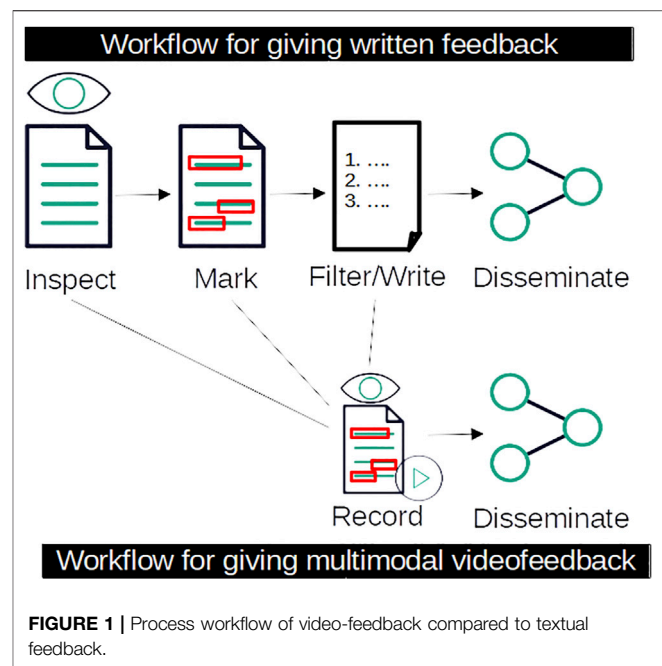 Workflow for giving written feedback
1. ....
2. ....
3. ....
Inspect
Mark
Filter/Write
Disseminate
Record
Disseminate
Workflow for giving multimodal videofeedback
FIGURE 1 | Process workflow of video-feedback compared to textual
feedback.